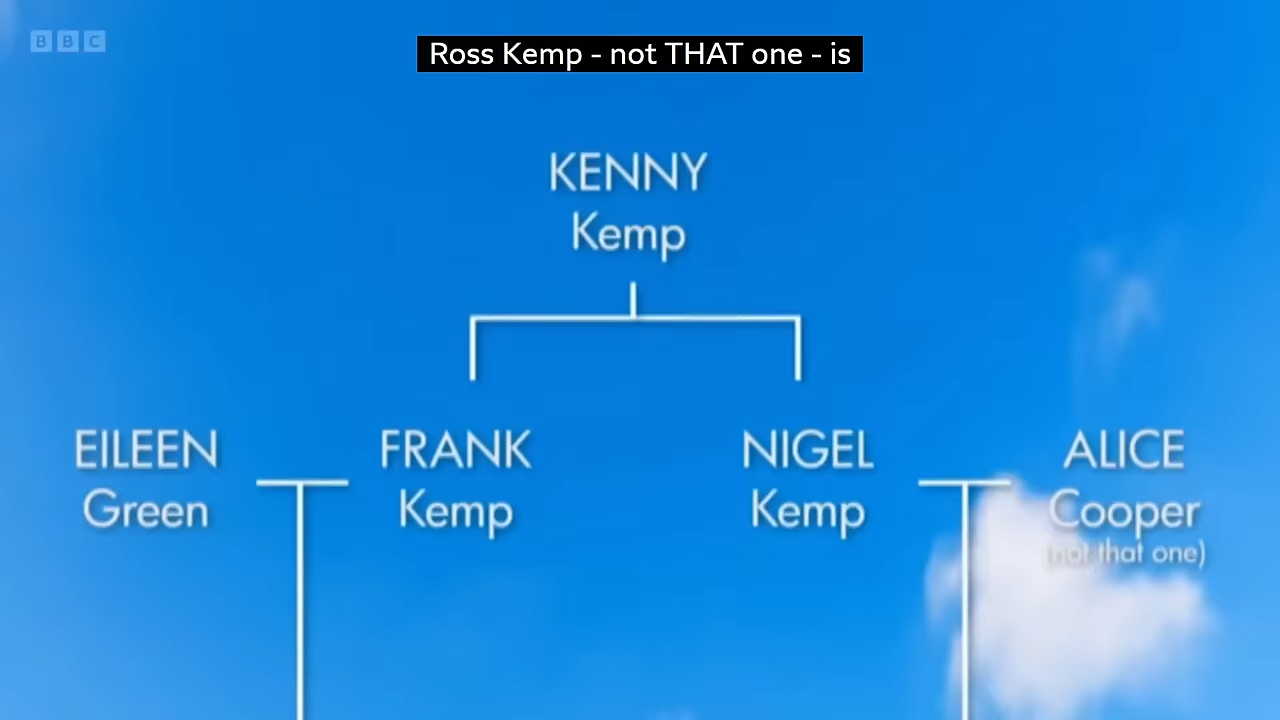 BBC
Ross Kemp - not THAT one - is
KENNY
Kemp
EILEEN
Green
FRANK
Kemp
NIGEL
Kemp
ALICE
Cooper
(not that one)